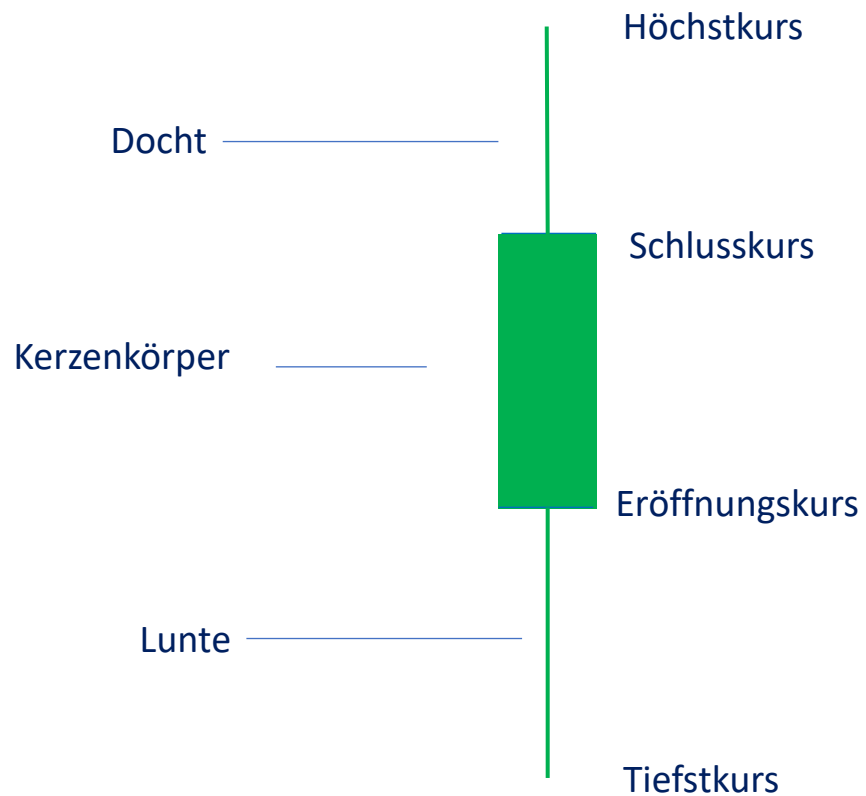 Höchstkurs
Docht
Schlusskurs
Kerzenkörper
Eröffnungskurs
Lunte
Tiefstkurs